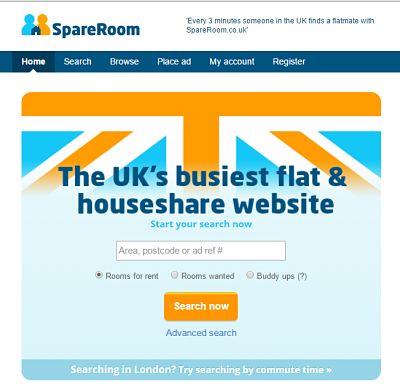 SpareRoom
'Every 3 minutes someone in the UK finds a flatmate with
SpareRoom.co.uk'
Home Search Browse Place ad My account Register
The UK's busiest flat &
houseshare website
Start your search now
Area, postcode or ad ref #
Rooms for rent Rooms wanted Buddy ups (?)
Search now
Advanced search
Searching in London? Try searching by commute time »